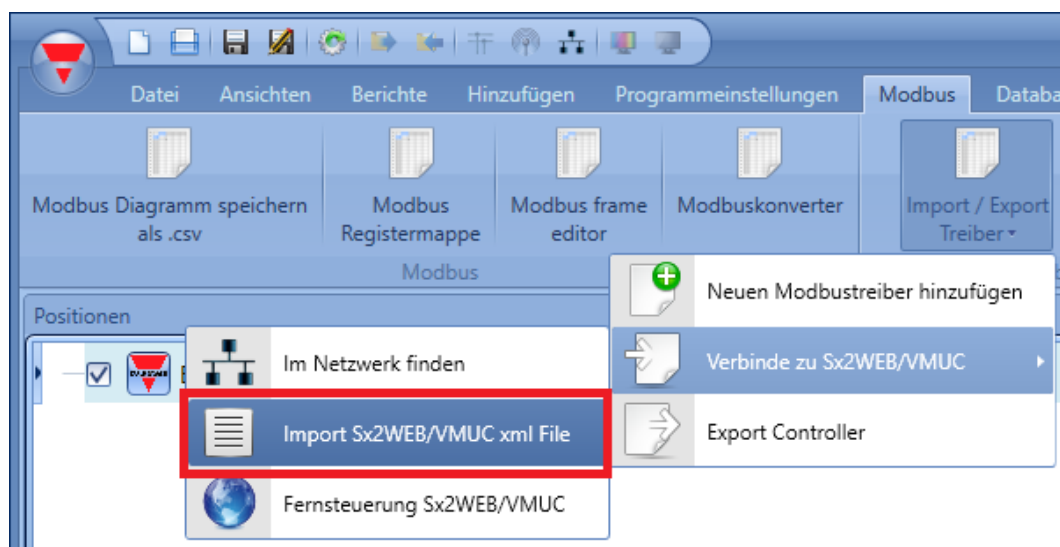 Datei Ansichten Berichte Hinzufügen Programmeinstellungen Modbus Databa
Modbus Diagramm speichern
als .csv
Modbus
Registermappe
Modbus frame
editor
Modbuskonverter
Import / Export
Treiber
Modbus
Neuen Modbustreiber hinzufügen
Verbinde zu Sx2WEB/VMUC
Export Controller
Positionen
Im Netzwerk finden
Import Sx2WEB/VMUC xml File
Fernsteuerung Sx2WEB/VMUC